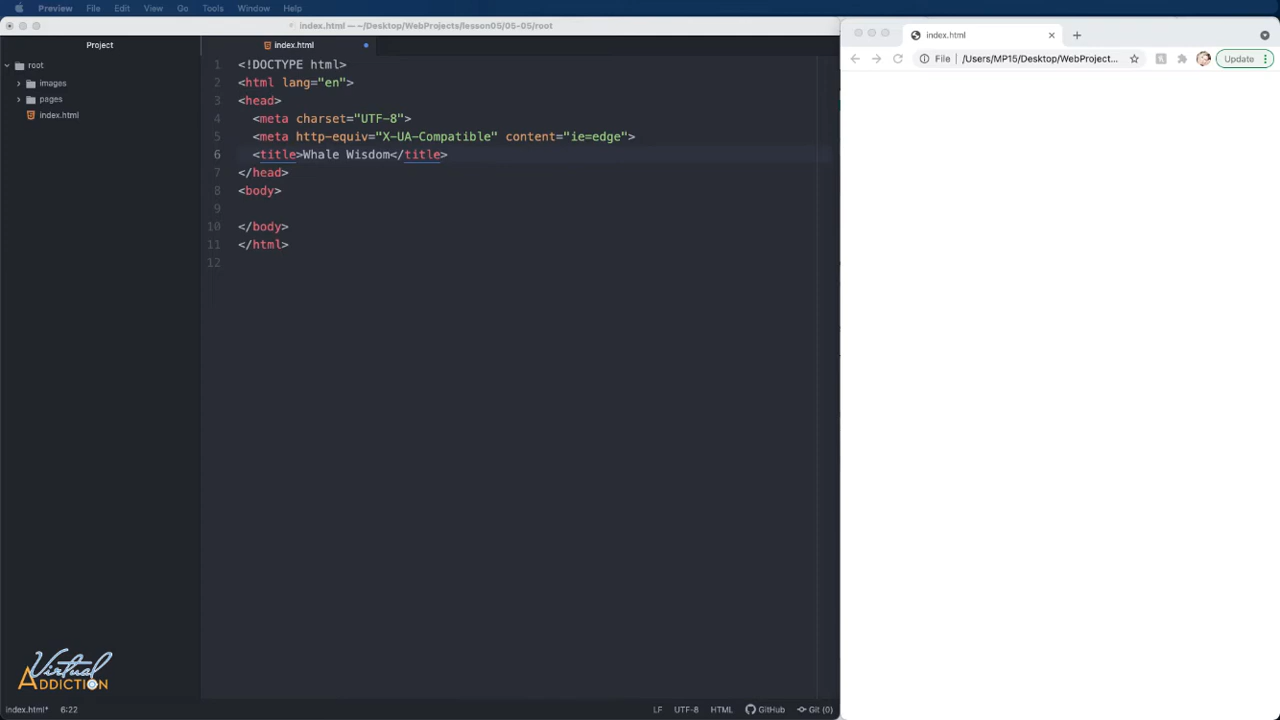 Preview File Edit View Go Tools Window Help
index.html — ~/Desktop/WebProjects/lesson05/05-05/root
Project
index.html
root
images
pages
index.html
1 <!DOCTYPE html>
2 <html lang="en">
3 <head>
4 <meta charset="UTF-8">
5 <meta http-equiv="X-UA-Compatible" content="ie=edge">
6 <title>Whale Wisdom</title>
7 </head>
8 <body>
9
10 </body>
11 </html>
12
index.html
File /Users/MP15/Desktop/WebProject... Update
Virtual
ADDICTION
index.html* 6:22 LF UTF-8 HTML GitHub Git (0)